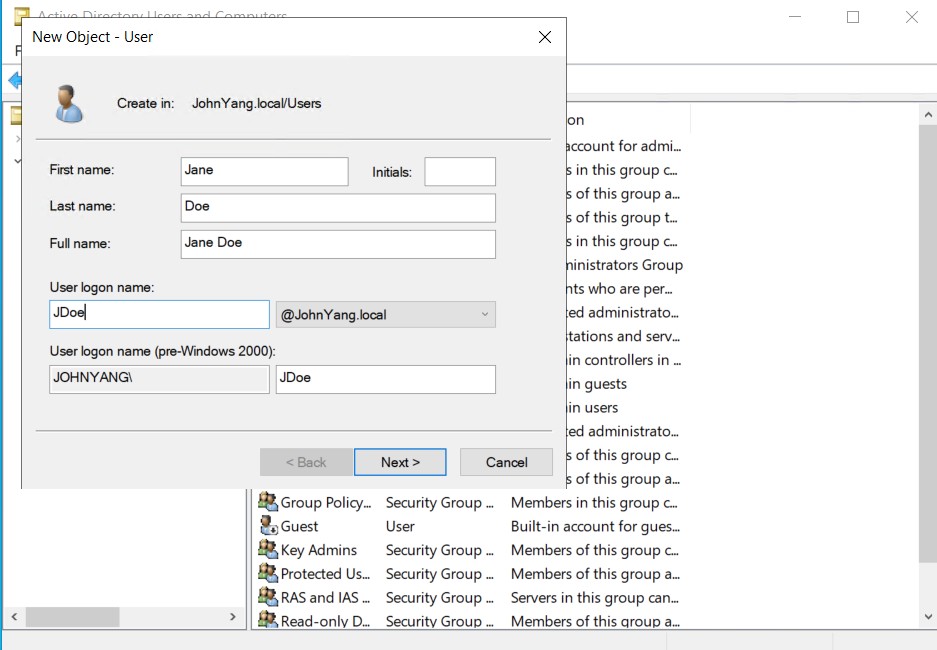 Active Directory Users and Computers
New Object - User
Create in: JohnYang.local/Users
First name: Jane Initials:
Last name: Doe
Full name: Jane Doe
User logon name:
JDoe @JohnYang.local
User logon name (pre-Windows 2000):
JOHNYANG\ JDoe
< Back Next > Cancel
on
account for admi...
s in this group c...
s of this group a...
s of this group t...
s in this group c...
ministrators Group
nts who are per...
ted administrato...
stations and serv...
in controllers in ...
in guests
in users
ted administrato...
s of this group c...
s of this group a...
Group Policy... Security Group ... Members in this group c...
Guest User Built-in account for gues...
Key Admins Security Group ... Members of this group c...
Protected Us... Security Group ... Members of this group a...
RAS and IAS ... Security Group ... Servers in this group can...
Read-only D... Security Group ... Members of this group a...